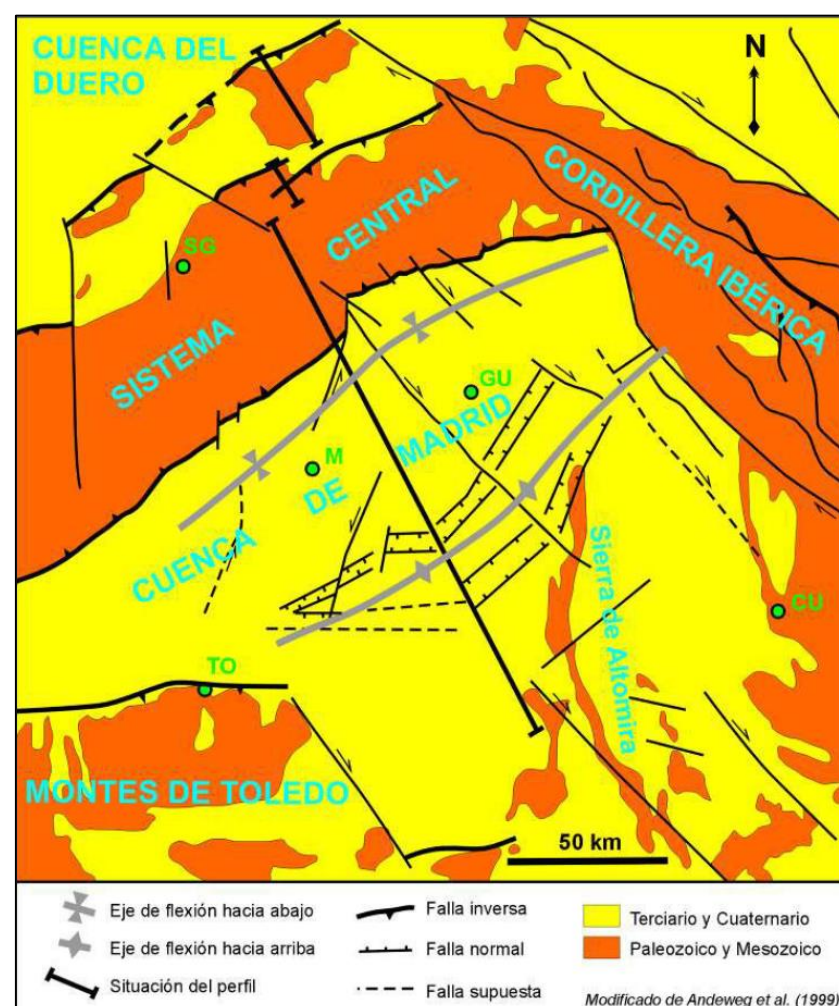 CUENCA DEL
DUERO
N
CORDILLERA IBÉRICA
SG
CENTRAL
SISTEMA
GU
MADRID
M
DE
CUENCA
Sierra de Altomira
CU
TO
MONTES DE TOLEDO
50 km
Eje de flexión hacia abajo
Falla inversa
Terciario y Cuaternario
Eje de flexión hacia arriba
Falla normal
Paleozoico y Mesozoico
Situación del perfil
Falla supuesta
Modificado de Andeweg et al. (1999)